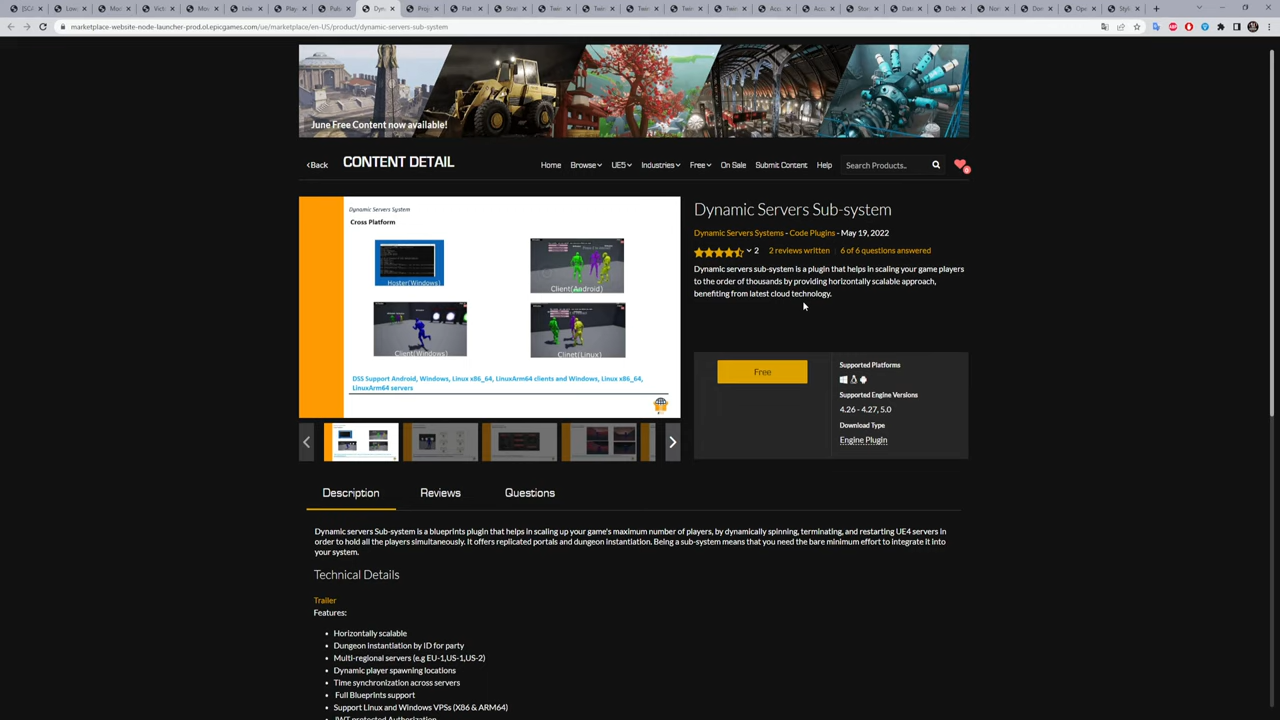 marketplace-website-node-launcher-prod.ol.epicgames.com/ue/marketplace/en-US/product/dynamic-servers-sub-system
June Free Content now available!
Back
CONTENT DETAIL
Home
Browse
UE5
Industries
Free
On Sale
Submit Content
Help
Search Products..
0
Dynamic Servers System
Cross Platform
Hoster(Windows)
Client(Android)
Client(Windows)
Clinet(Linux)
DSS Support Android, Windows, Linux x86_64, LinuxArm64 clients and Windows, Linux x86_64,
LinuxArm64 servers
Dynamic Servers Sub-system
Dynamic Servers Systems - Code Plugins - May 19, 2022
2 2 reviews written 6 of 6 questions answered
Dynamic servers sub-system is a plugin that helps in scaling your game players
to the order of thousands by providing horizontally scalable approach,
benefiting from latest cloud technology.
Free
Supported Platforms
Supported Engine Versions
4.26 - 4.27, 5.0
Download Type
Engine Plugin
Description
Reviews
Questions
Dynamic servers Sub-system is a blueprints plugin that helps in scaling up your game's maximum number of players, by dynamically spinning, terminating, and restarting UE4 servers in
order to hold all the players simultaneously. It offers replicated portals and dungeon instantiation. Being a sub-system means that you need the bare minimum effort to integrate it into
your system.
Technical Details
Trailer
Features:
Horizontally scalable
Dungeon instantiation by ID for party
Multi-regional servers (e.g EU-1,US-1,US-2)
Dynamic player spawning locations
Time synchronization across servers
Full Blueprints support
Support Linux and Windows VPSs (X86 & ARM64)
JWT protected Authorization